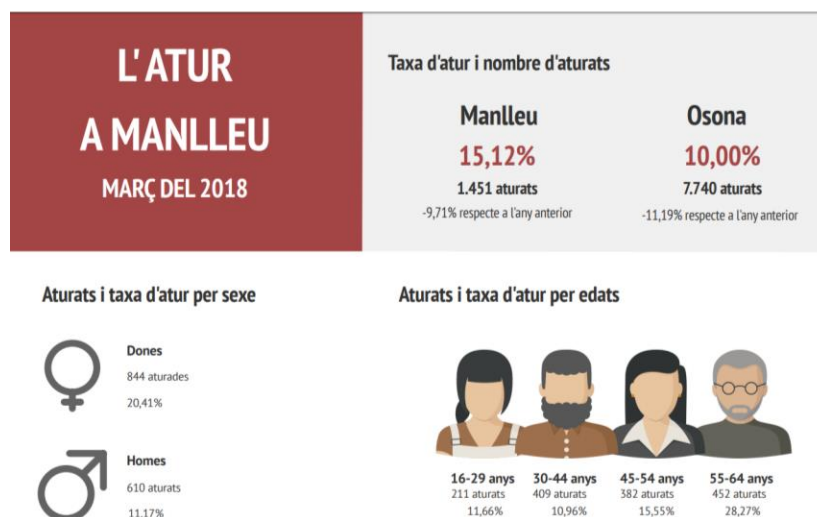 L'ATUR
A MANLLEU
MARÇ DEL 2018
Taxa d'atur i nombre d'aturats
Manlleu
15,12%
1.451 aturats
-9,71% respecte a l'any anterior
Osona
10,00%
7.740 aturats
-11,19% respecte a l'any anterior
Aturats i taxa d'atur per sexe
Dones
844 aturades
20,41%
Homes
610 aturats
11,17%
Aturats i taxa d'atur per edats
16-29 anys
211 aturats
11,66%
30-44 anys
409 aturats
10,96%
45-54 anys
382 aturats
15,55%
55-64 anys
452 aturats
28,27%